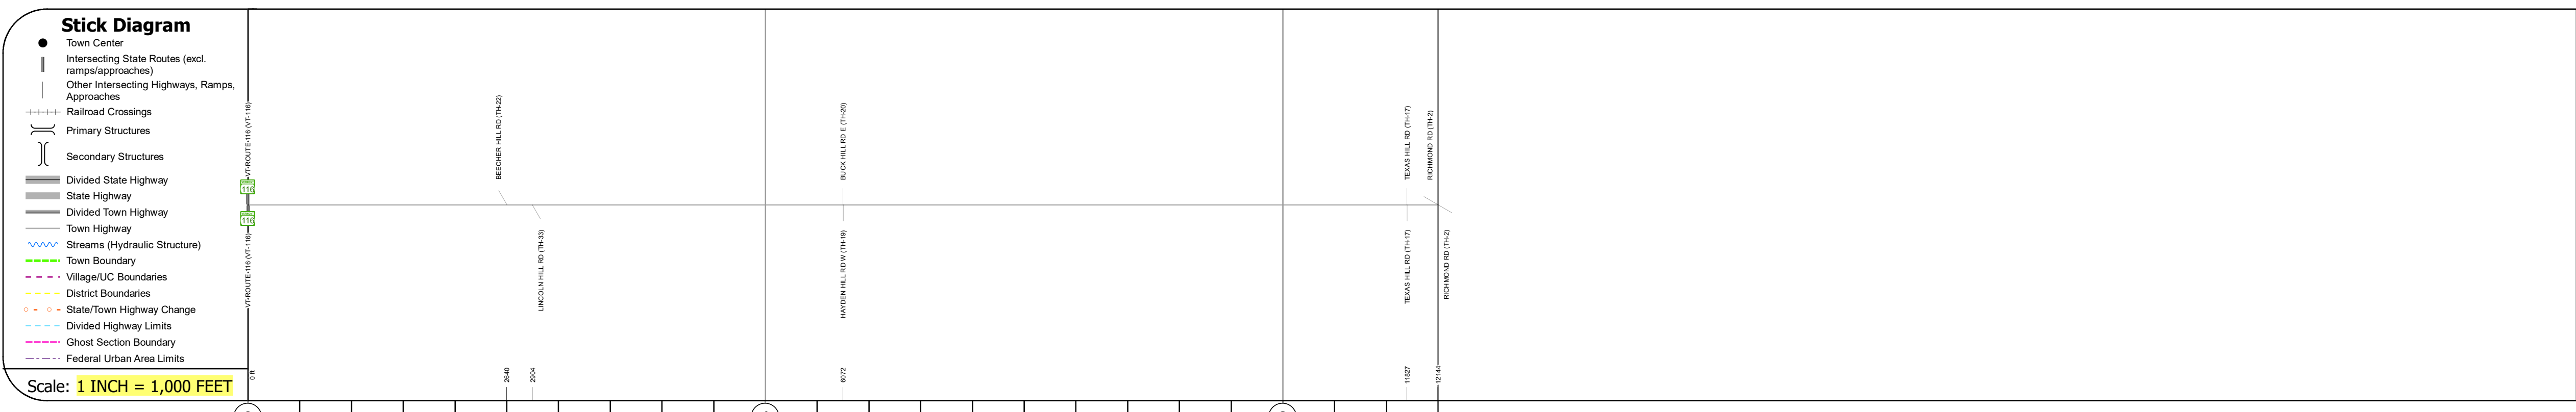 Stick Diagram
Town Center
Intersecting State Routes (excl.
ramps/approaches)
Other Intersecting Highways, Ramps,
Approaches
Railroad Crossings
Primary Structures
Secondary Structures
Divided State Highway
State Highway
Divided Town Highway
Town Highway
Streams (Hydraulic Structure)
Town Boundary
Village/UC Boundaries
District Boundaries
State/Town Highway Change
Divided Highway Limits
Ghost Section Boundary
Federal Urban Area Limits
Scale: 1 INCH = 1,000 FEET
VT-ROUTE-116 (VT-116)
116
116
VT-ROUTE-116 (VT-116)
0 ft
BEECHER HILL RD (TH-22)
2640
LINCOLN HILL RD (TH-33)
2904
BUCK HILL RD E (TH-20)
HAYDEN HILL RD W (TH-19)
6072
TEXAS HILL RD (TH-17)
TEXAS HILL RD (TH-17)
11827
RICHMOND RD (TH-2)
RICHMOND RD (TH-2)
12144